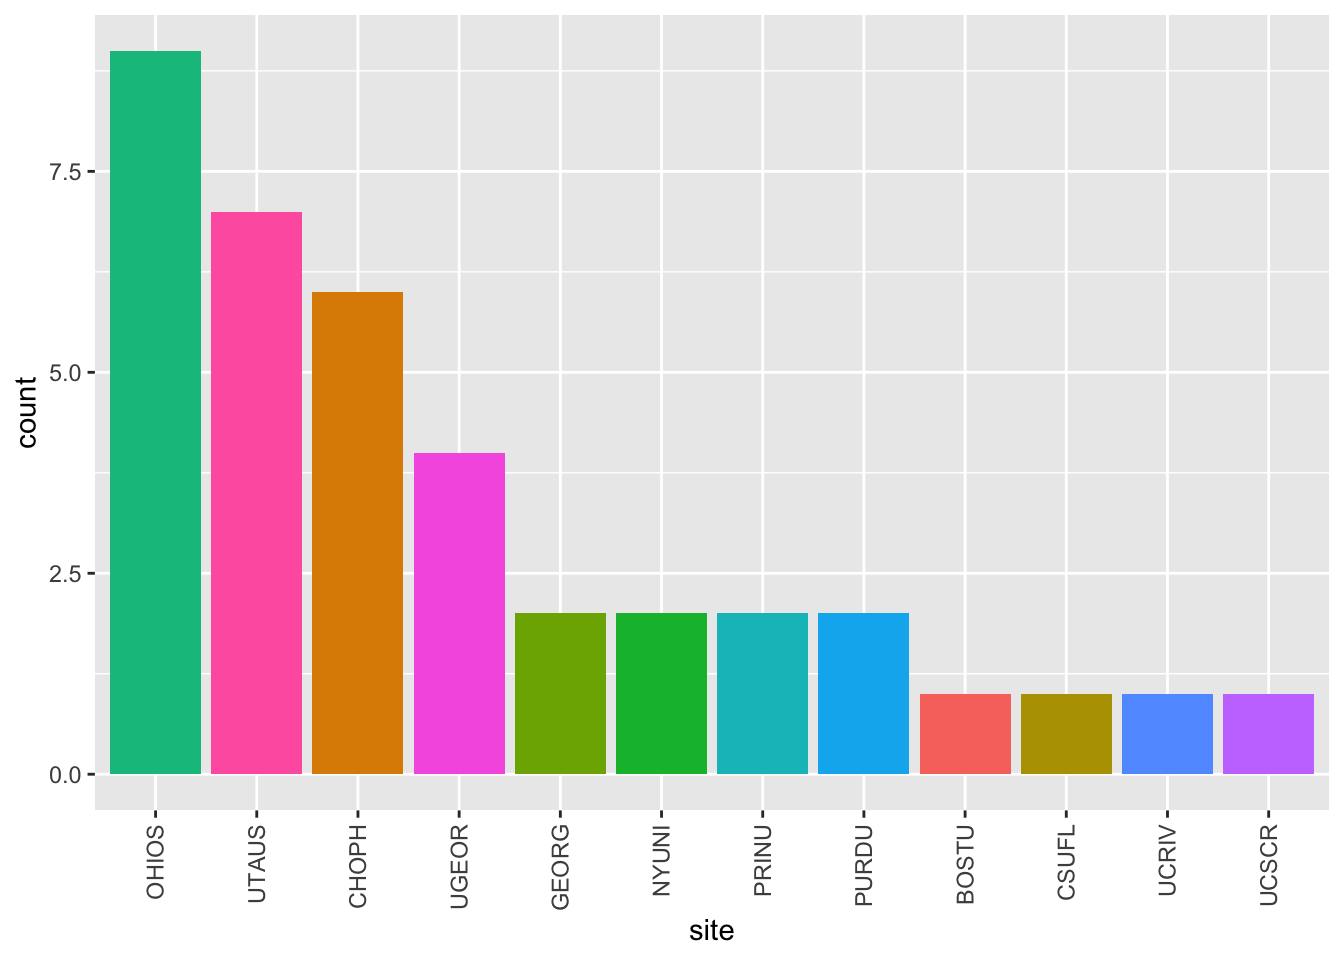 7.5
5.0
2.5
0.0
count
OHIOS
UTAUS
CHOPH
UGEOR
GEORG
NYUNI
PRINU
PURDU
BOSTU
CSUFL
UCRIV
UCSCR
site